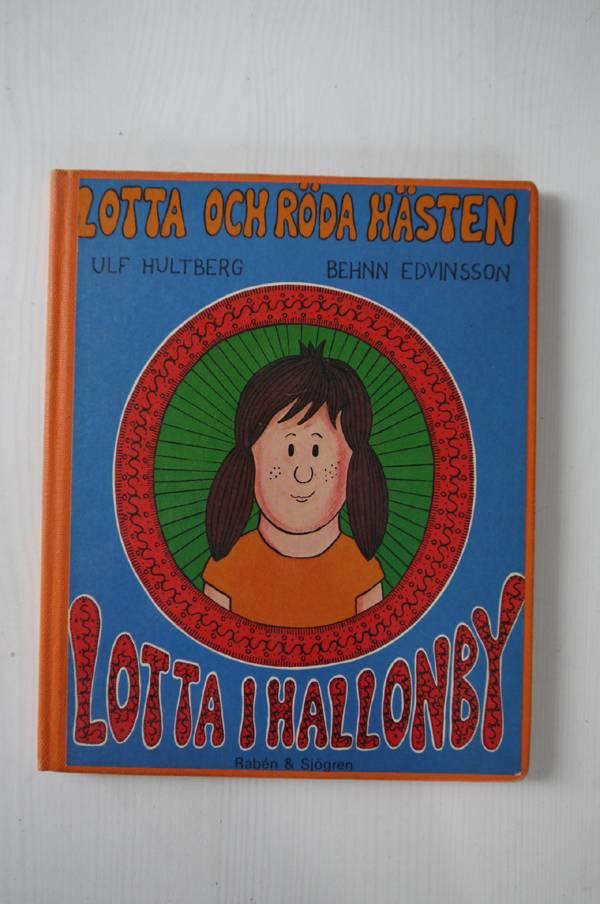 LOTTA OCH RÖDA HÄSTEN
ULF HULTBERG BEHNN EDVINSSON
LOTTA I HALLONBY
Rabén & Sjögren